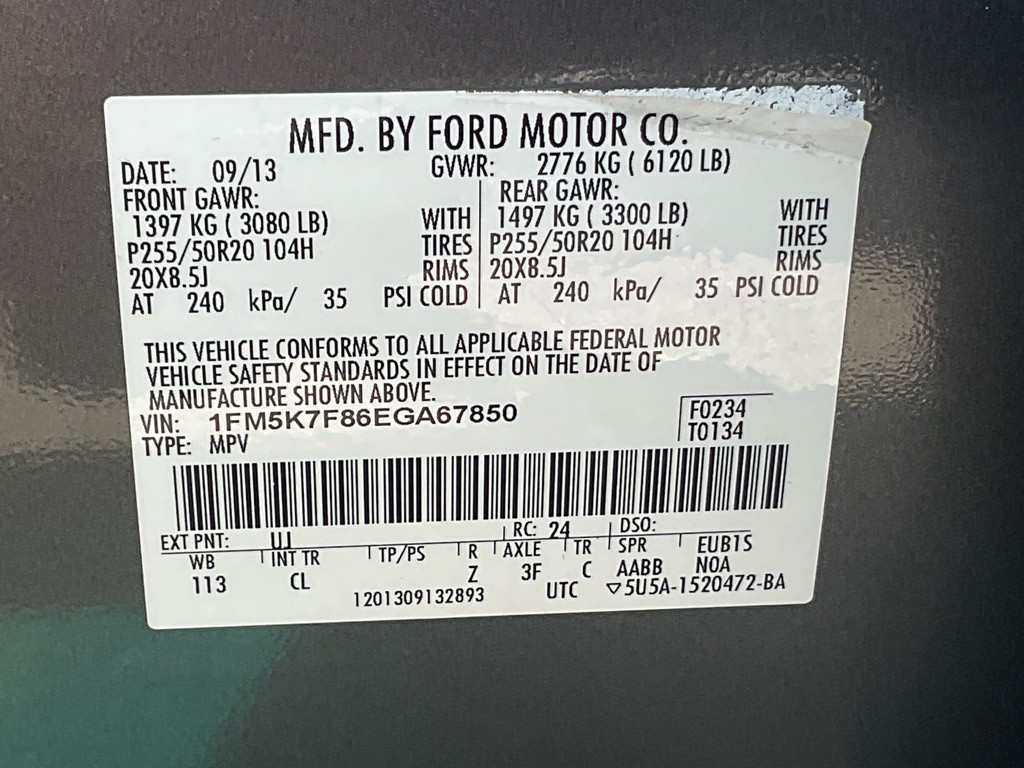 MFD. BY FORD MOTOR CO.
DATE: 09/13 GVWR: 2776 KG ( 6120 LB)
FRONT GAWR: REAR GAWR:
1397 KG ( 3080 LB) WITH 1497 KG ( 3300 LB) WITH
P255/50R20 104H TIRES P255/50R20 104H TIRES
20X8.5J RIMS 20X8.5J RIMS
AT 240 kPa/ 35 PSI COLD AT 240 kPa/ 35 PSI COLD
THIS VEHICLE CONFORMS TO ALL APPLICABLE FEDERAL MOTOR
VEHICLE SAFETY STANDARDS IN EFFECT ON THE DATE OF
MANUFACTURE SHOWN ABOVE.
VIN: 1FM5K7F86EGA67850 F0234
TYPE: MPV T0134
EXT PNT: UJ RC: 24 DSO:
WB INT TR TP/PS R AXLE TR SPR EUB1S
113 CL Z 3F C AABB N0A
1201309132893 UTC ▽5U5A-1520472-BA